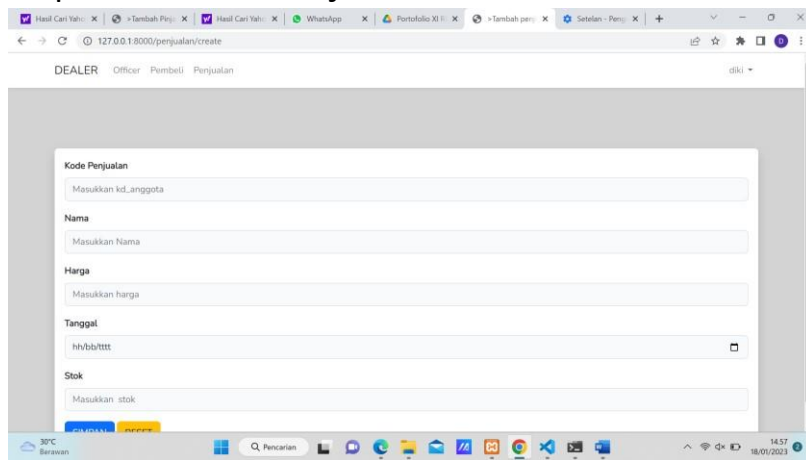 Hasil Cari Yaho
>Tambah Pinj
Hasil Cari Yaho
WhatsApp
Portofolio XI
>Tambah penj
Setelan - Peng
127.0.0.1:8000/penjualan/create
DEALER Officer Pembeli Penjualan diki
Kode Penjualan
Masukkan kd_anggota
Nama
Masukkan Nama
Harga
Masukkan harga
Tanggal
hh/bb/tttt
Stok
Masukkan stok
SIMPAN RESET
30°C
Berawan
Pencarian
14.57
18/01/2023